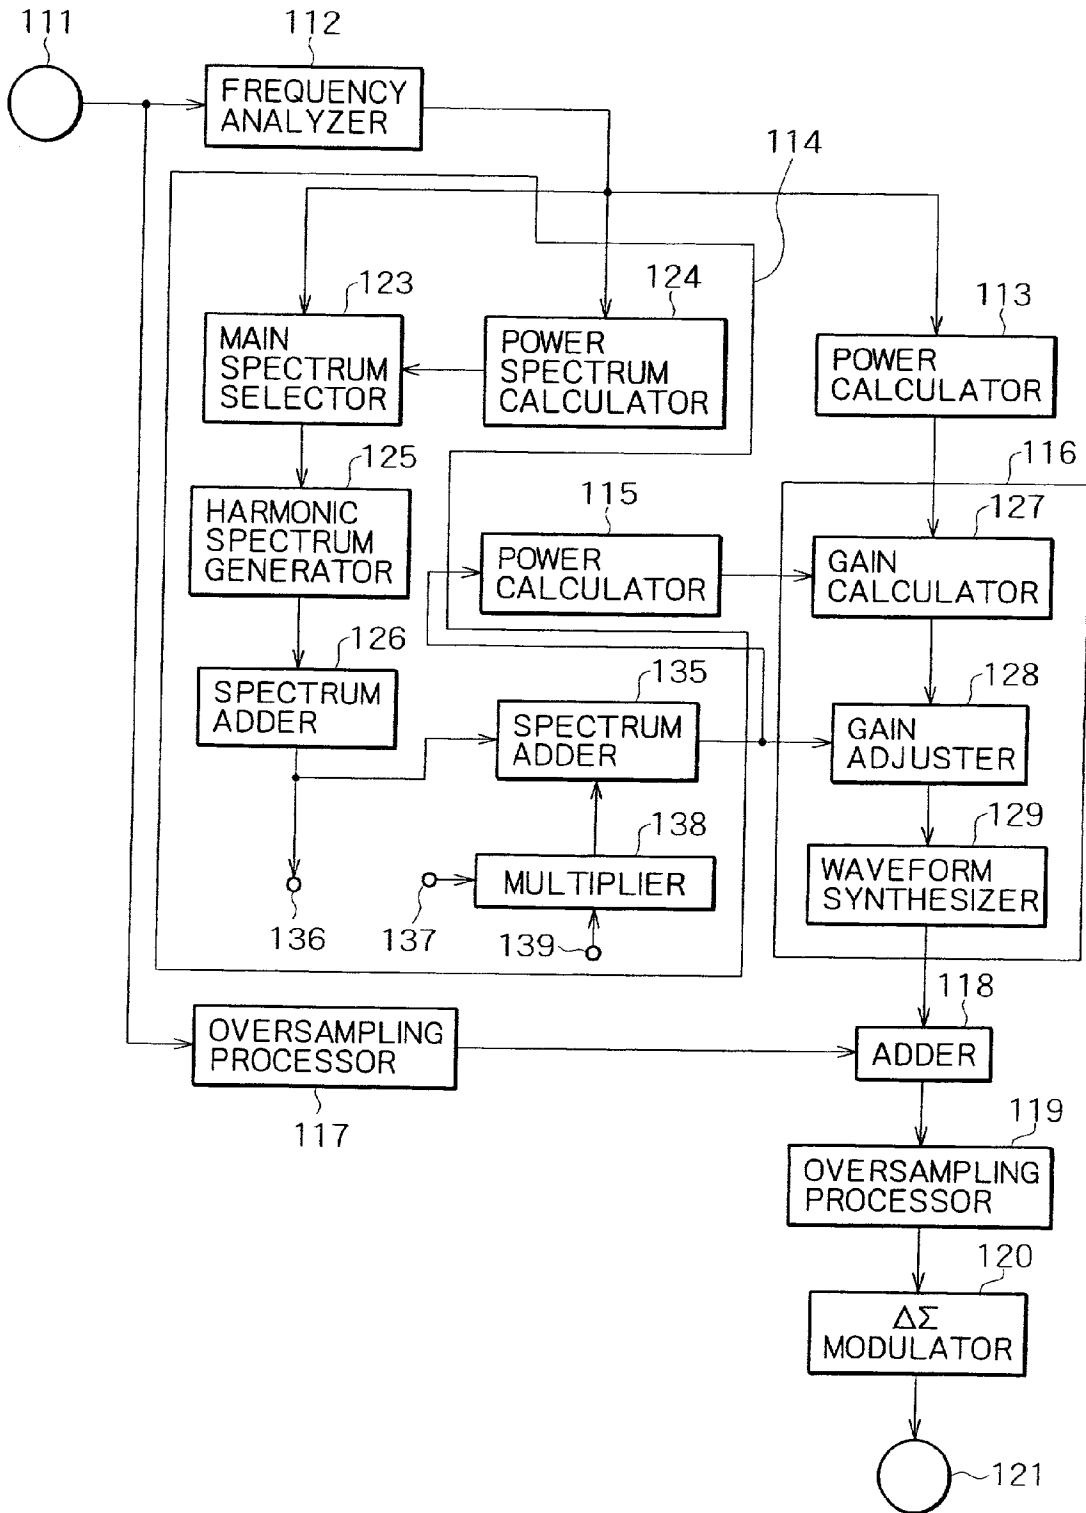 111
112
FREQUENCY
ANALYZER
114
123
MAIN
SPECTRUM
SELECTOR
124
POWER
SPECTRUM
CALCULATOR
113
POWER
CALCULATOR
125
HARMONIC
SPECTRUM
GENERATOR
115
POWER
CALCULATOR
116
127
GAIN
CALCULATOR
126
SPECTRUM
ADDER
135
SPECTRUM
ADDER
128
GAIN
ADJUSTER
138
MULTIPLIER
129
WAVEFORM
SYNTHESIZER
136
137
139
OVERSAMPLING
PROCESSOR
117
118
ADDER
119
OVERSAMPLING
PROCESSOR
120
ΔΣ
MODULATOR
121